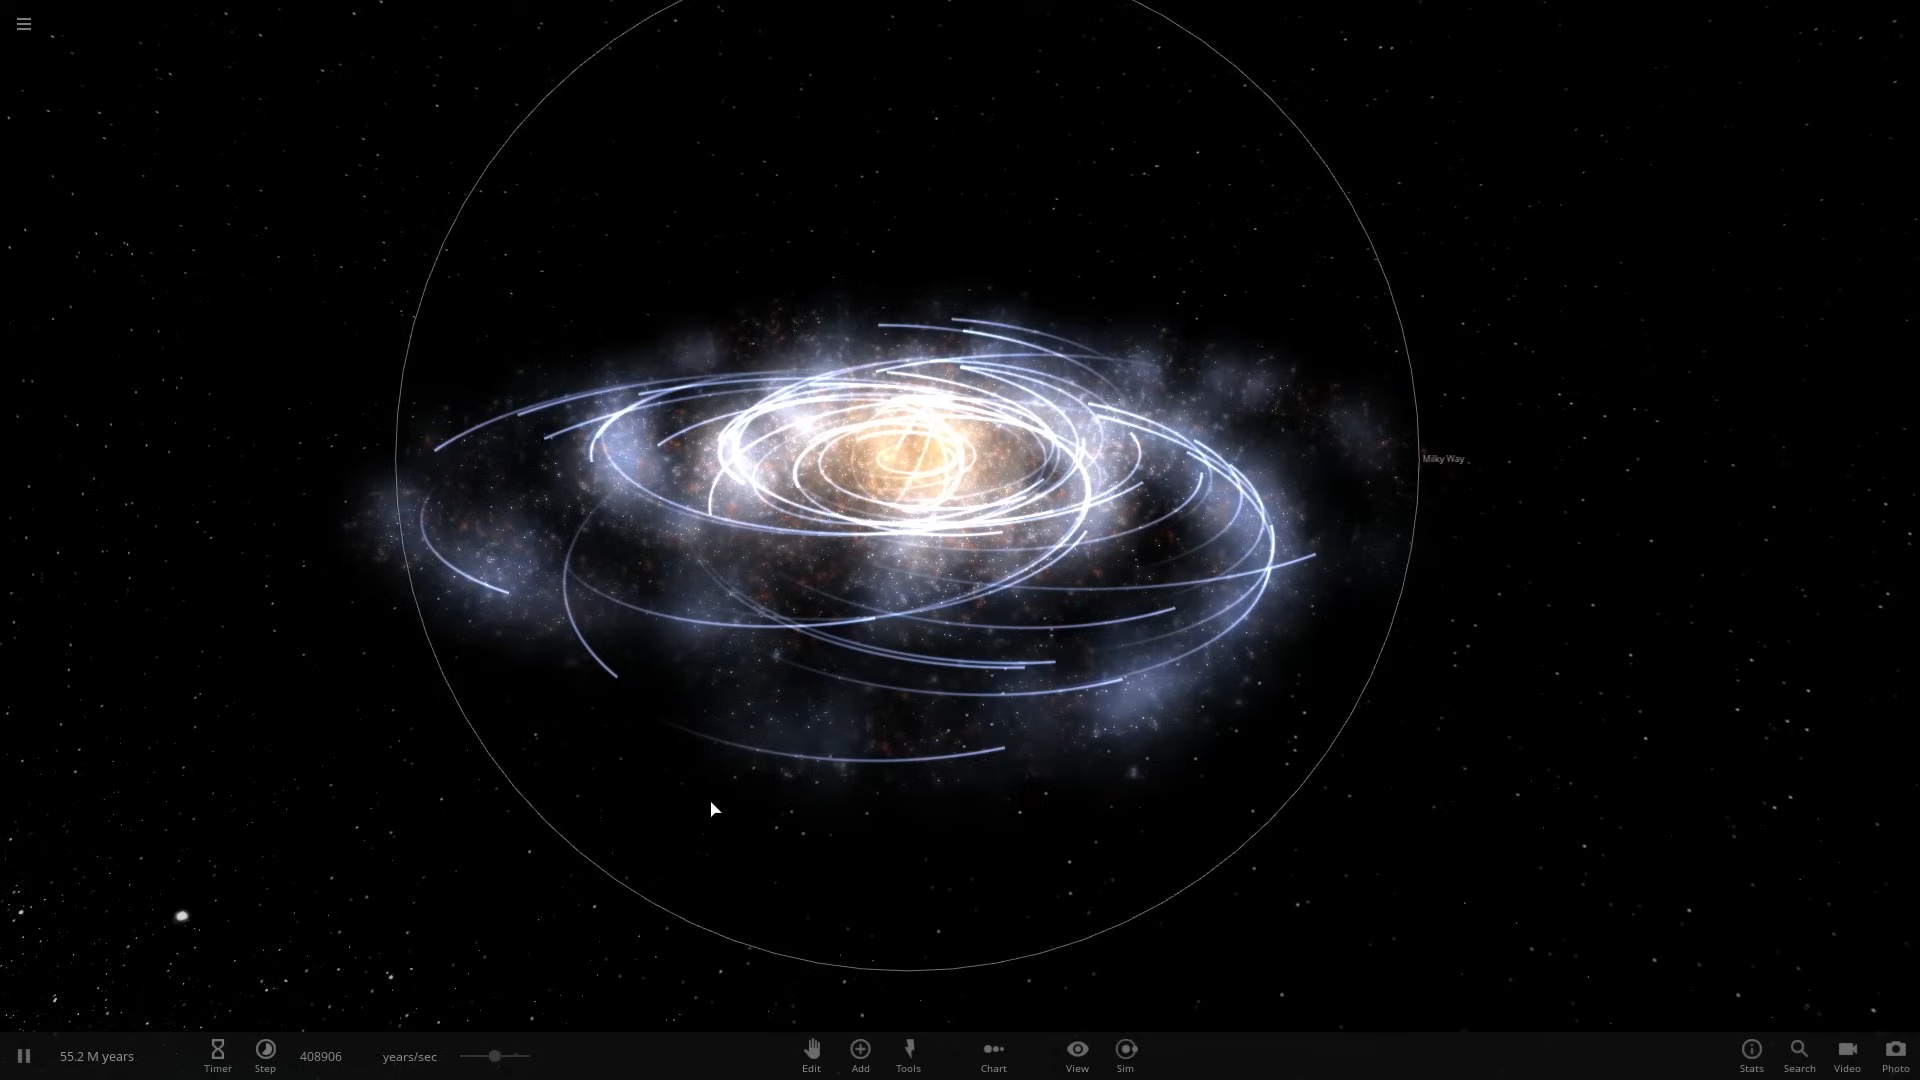 Milky Way
55.2 M years
Timer
Step
408906 years/sec
Edit
Add
Tools
Chart
View
Sim
Stats
Search
Video
Photo